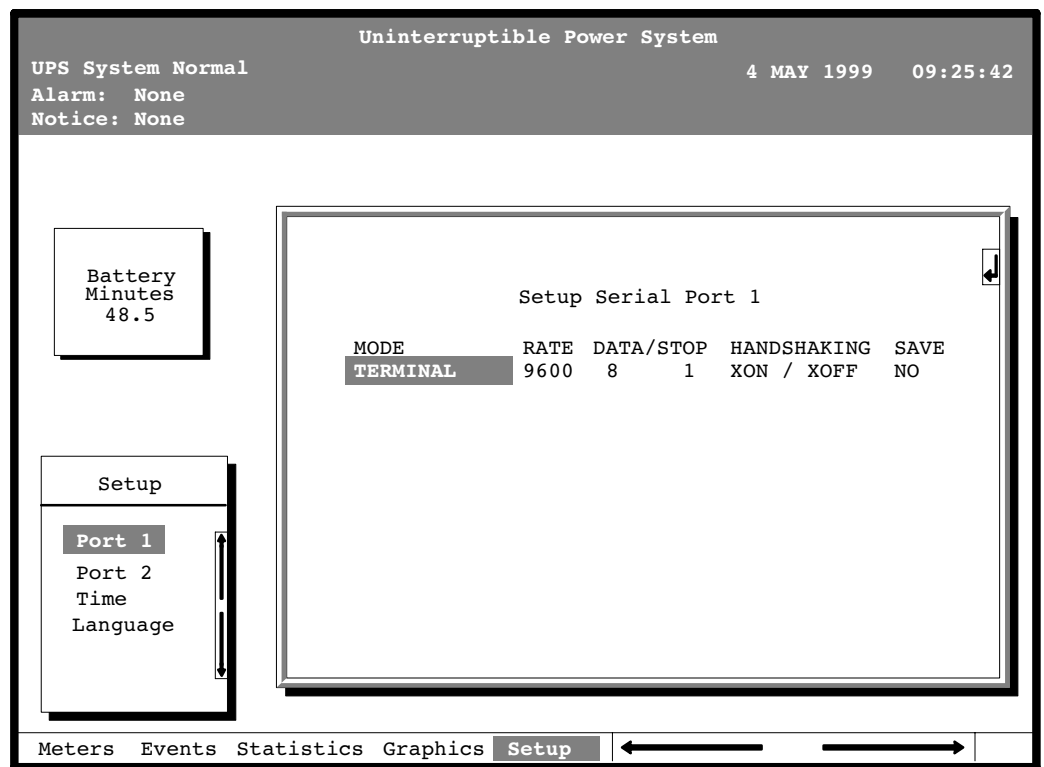 Uninterruptible Power System
UPS System Normal
4 MAY 1999 09:25:42
Alarm: None
Notice: None
Battery
Minutes
48.5
Setup Serial Port 1
MODE RATE DATA/STOP HANDSHAKING SAVE
TERMINAL 9600 8 1 XON / XOFF NO
Setup
Port 1
Port 2
Time
Language
Meters Events Statistics Graphics Setup